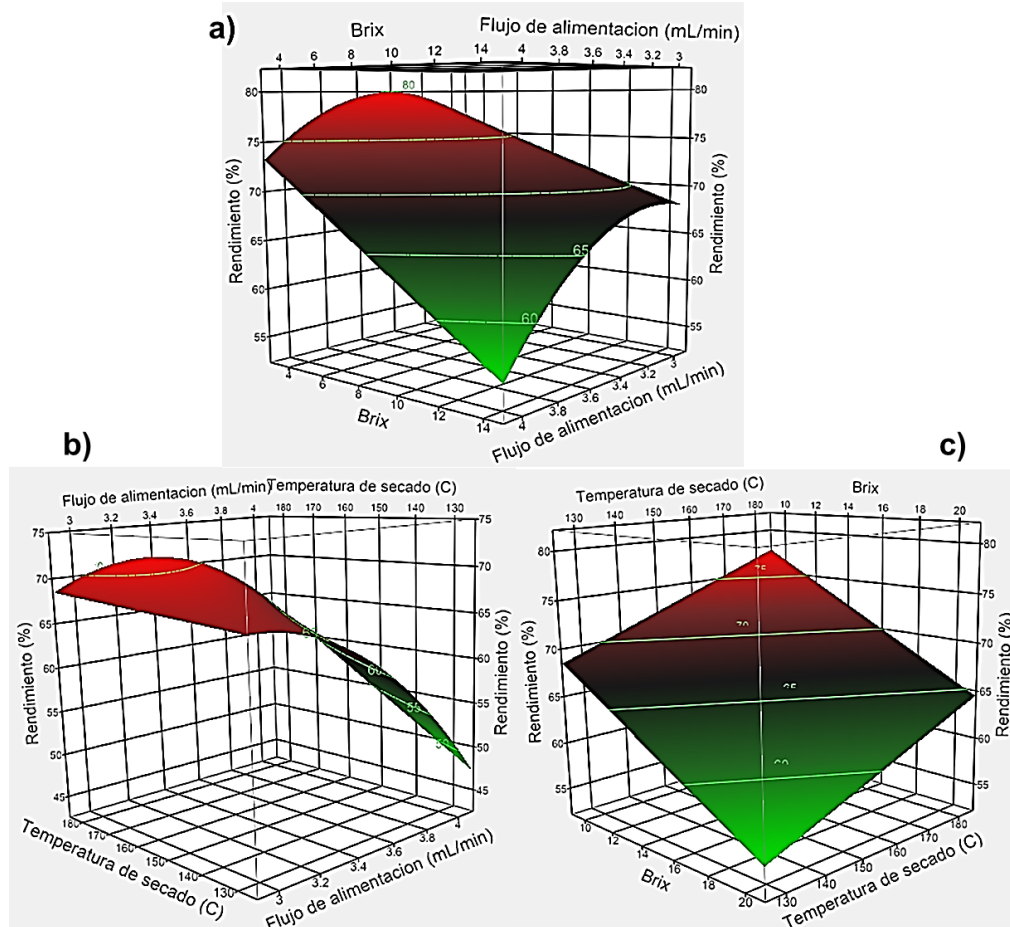 a)
Brix
Flujo de alimentacion (mL/min)
4 6 8 10 12 14 4 3.8 3.6 3.4 3.2 3
80
75
70
65
60
55
Rendimiento (%)
80
65
60
80
75
70
65
60
55
Rendimiento (%)
4 6 8 10 12 14
Brix
4 3.8 3.6 3.4 3.2 3
Flujo de alimentacion (mL/min)
b)
Flujo de alimentacion (mL/min)
Temperatura de secado (C)
3 3.2 3.4 3.6 3.8 4 180 170 160 150 140 130
75
70
65
60
55
50
45
Rendimiento (%)
60
55
75
70
65
60
55
50
45
Rendimiento (%)
180 170 160 150 140 130
Temperatura de secado (C)
3 3.2 3.4 3.6 3.8 4
Flujo de alimentacion (mL/min)
c)
Temperatura de secado (C)
Brix
130 140 150 160 170 180 10 12 14 16 18 20
80
75
70
65
60
55
Rendimiento (%)
80
75
70
65
60
55
Rendimiento (%)
10 12 14 16 18 20
Brix
130 140 150 160 170 180
Temperatura de secado (C)